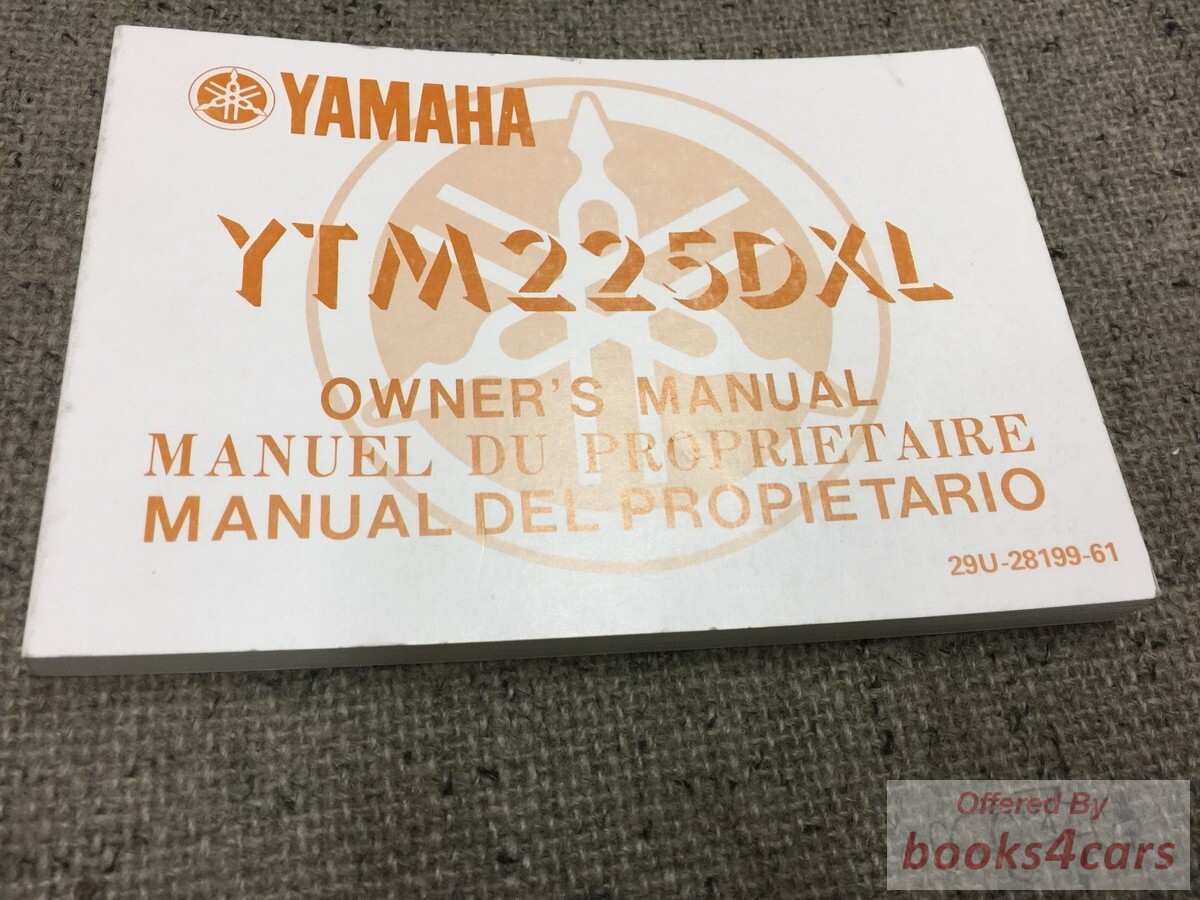 YAMAHA
YTM225DXL
OWNER'S MANUAL
MANUEL DU PROPRIETAIRE
MANUAL DEL PROPIETARIO
29U-28199-61
Offered By
books4cars